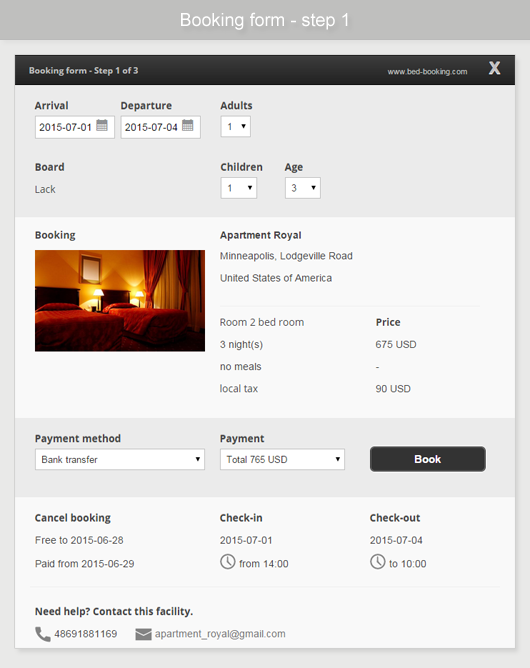 Booking form - step 1
Booking form - Step 1 of 3 www.bed-booking.com X
Arrival Departure Adults
2015-07-01 2015-07-04 1
Board Children Age
Lack 1 3
Booking Apartment Royal
Minneapolis, Lodgeville Road
United States of America
Room 2 bed room Price
3 night(s) 675 USD
no meals -
local tax 90 USD
Payment method Payment
Bank transfer Total 765 USD Book
Cancel booking Check-in Check-out
Free to 2015-06-28 2015-07-01 2015-07-04
Paid from 2015-06-29 from 14:00 to 10:00
Need help? Contact this facility.
48691881169 apartment_royal@gmail.com